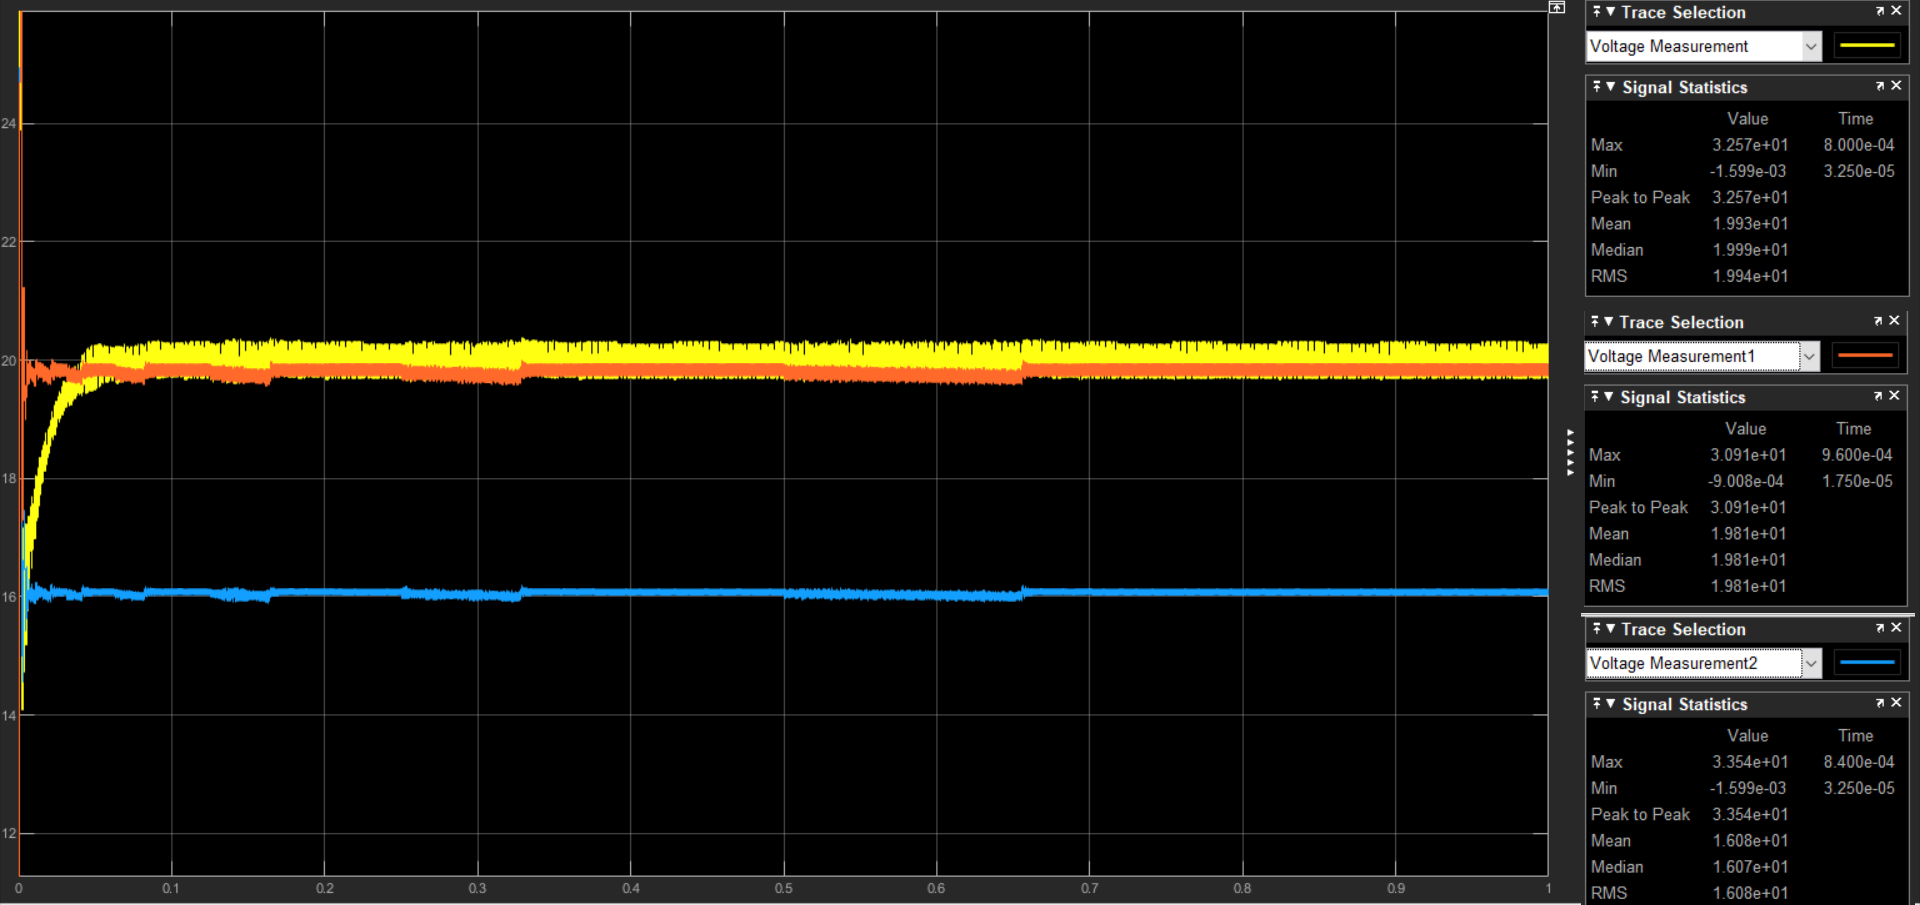 24
22
20
18
16
14
12
0 0.1 0.2 0.3 0.4 0.5 0.6 0.7 0.8 0.9 1
Trace Selection
Voltage Measurement
Signal Statistics
Value Time
Max 3.257e+01 8.000e-04
Min -1.599e-03 3.250e-05
Peak to Peak 3.257e+01
Mean 1.993e+01
Median 1.999e+01
RMS 1.994e+01
Trace Selection
Voltage Measurement1
Signal Statistics
Value Time
Max 3.091e+01 9.600e-04
Min -9.008e-04 1.750e-05
Peak to Peak 3.091e+01
Mean 1.981e+01
Median 1.981e+01
RMS 1.981e+01
Trace Selection
Voltage Measurement2
Signal Statistics
Value Time
Max 3.354e+01 8.400e-04
Min -1.599e-03 3.250e-05
Peak to Peak 3.354e+01
Mean 1.608e+01
Median 1.607e+01
RMS 1.608e+01